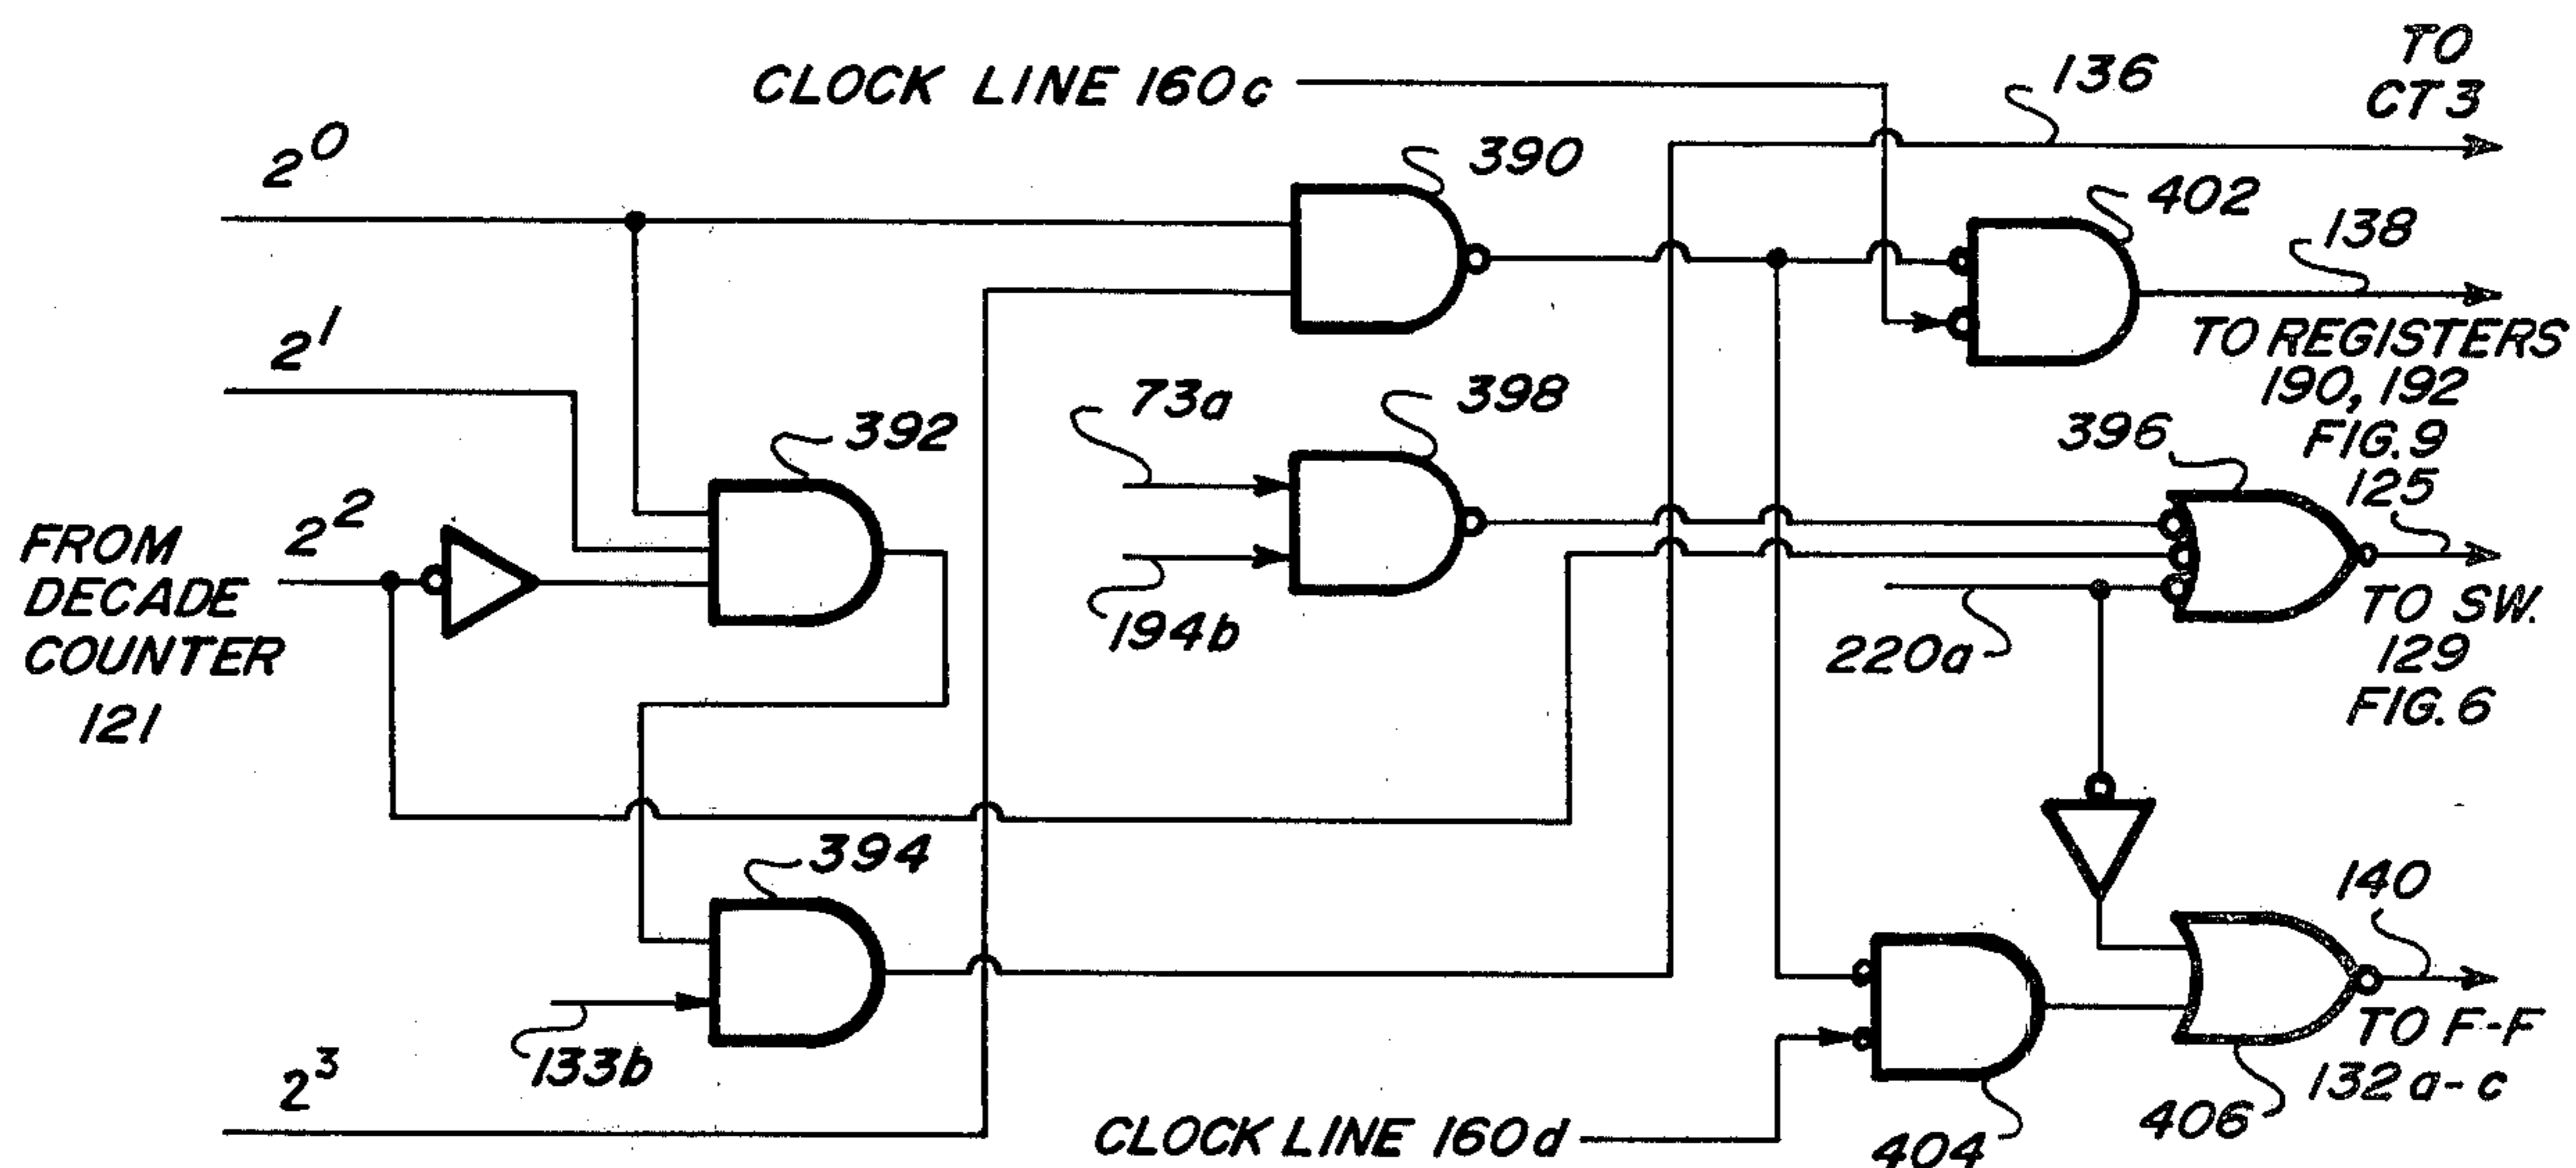 CLOCK LINE 160c
136
TO
CT3
2^0
390
402
138
2^1
TO REGISTERS
190, 192
FIG. 9
73a
398
396
125
392
2^2
FROM
DECADE
COUNTER
121
194b
220a
TO SW.
129
FIG. 6
394
140
133b
TO F-F
132a-c
2^3
CLOCK LINE 160d
404
406